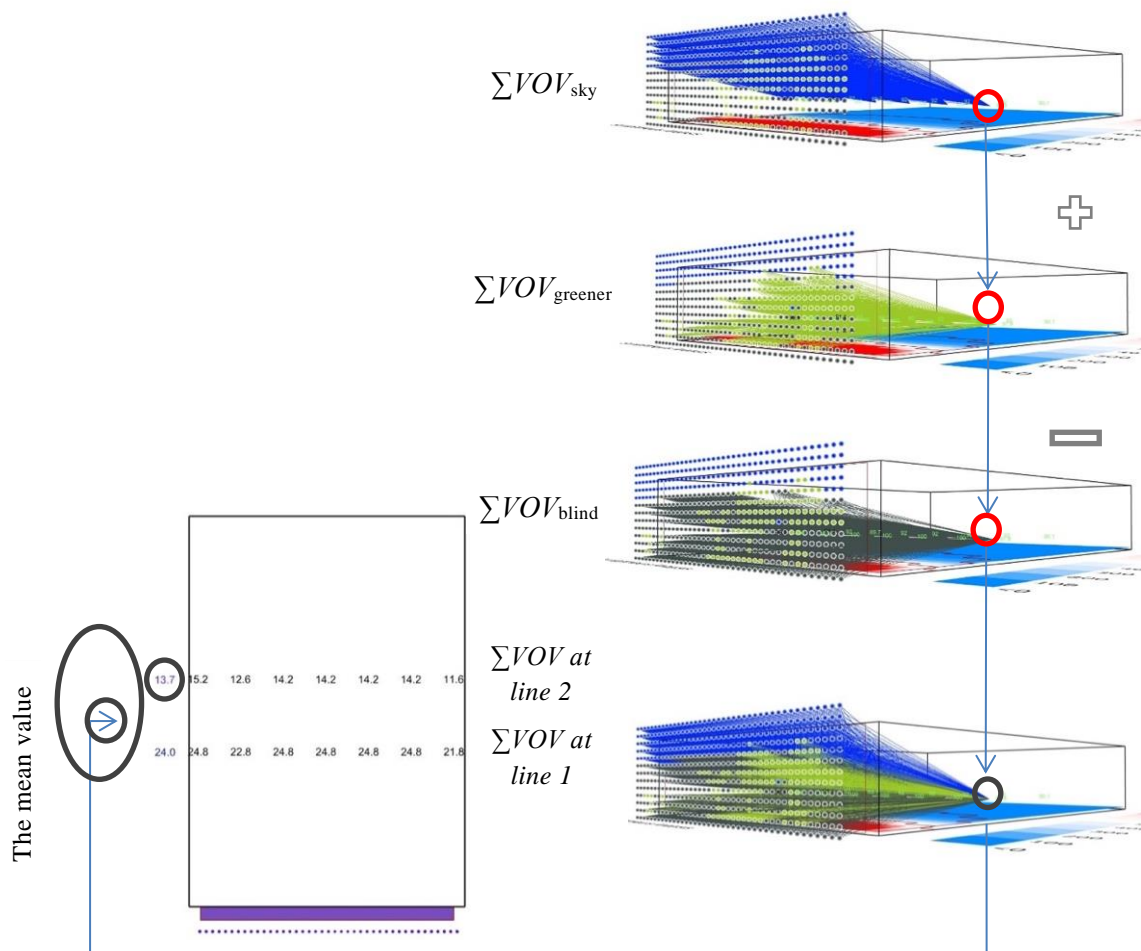 ∑VOVsky
∑VOVgreener
∑VOVblind
∑VOV at
line 2
∑VOV at
line 1
The mean value
13.7 15.2 12.6 14.2 14.2 14.2 14.2 11.6
24.0 24.8 22.8 24.8 24.8 24.8 24.8 21.8